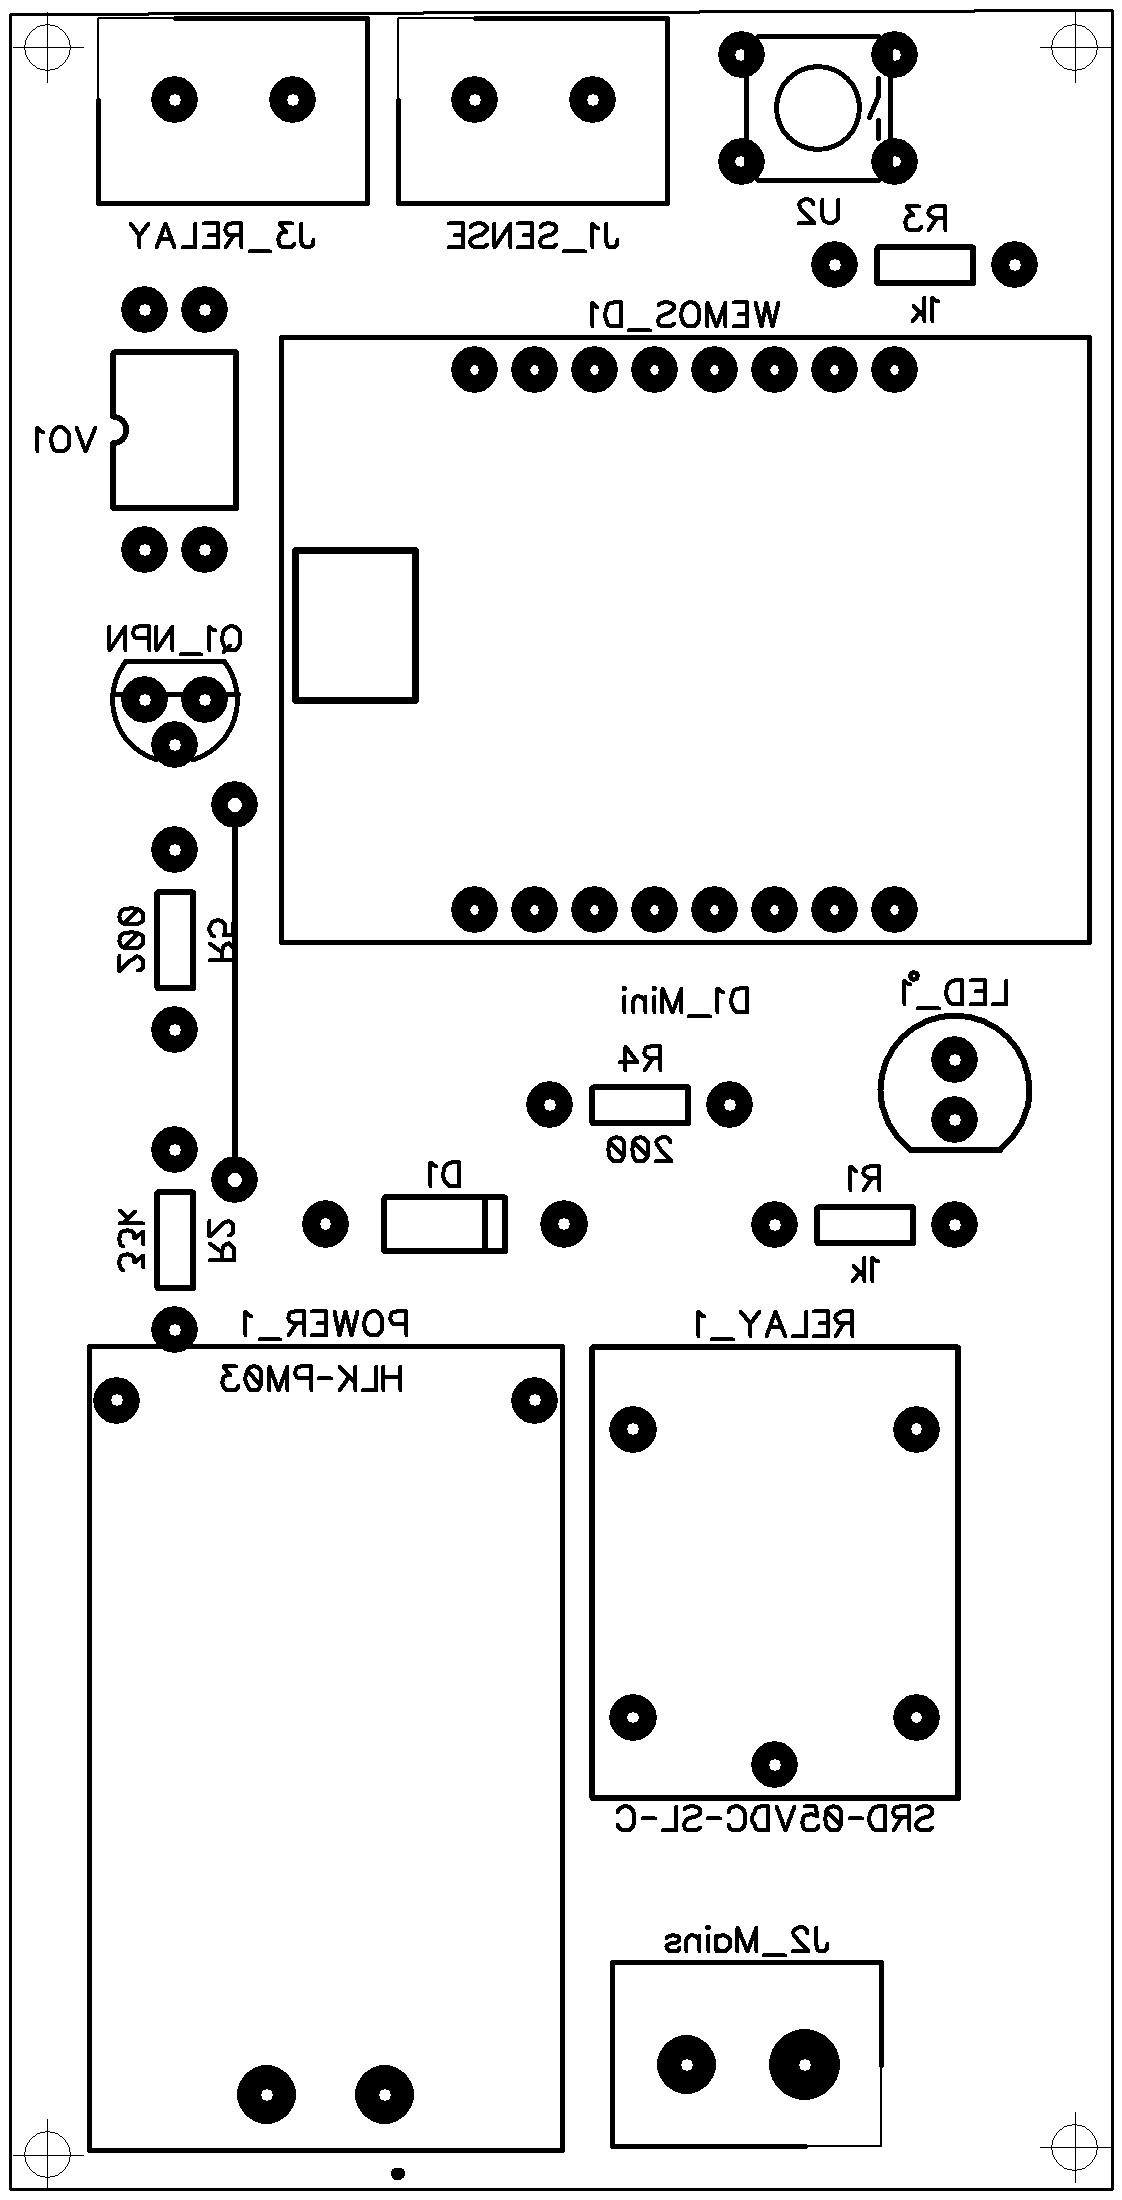 J3_RELAY
J1_SENSE
U2
R3
1k
WEMOS_D1
VO1
Q1_NPN
200
R5
D1_Mini
LED_1
R4
200
D1
R1
1k
33k
R2
POWER_1
HLK-PM03
RELAY_1
SRD-05VDC-SL-C
J2_Mains